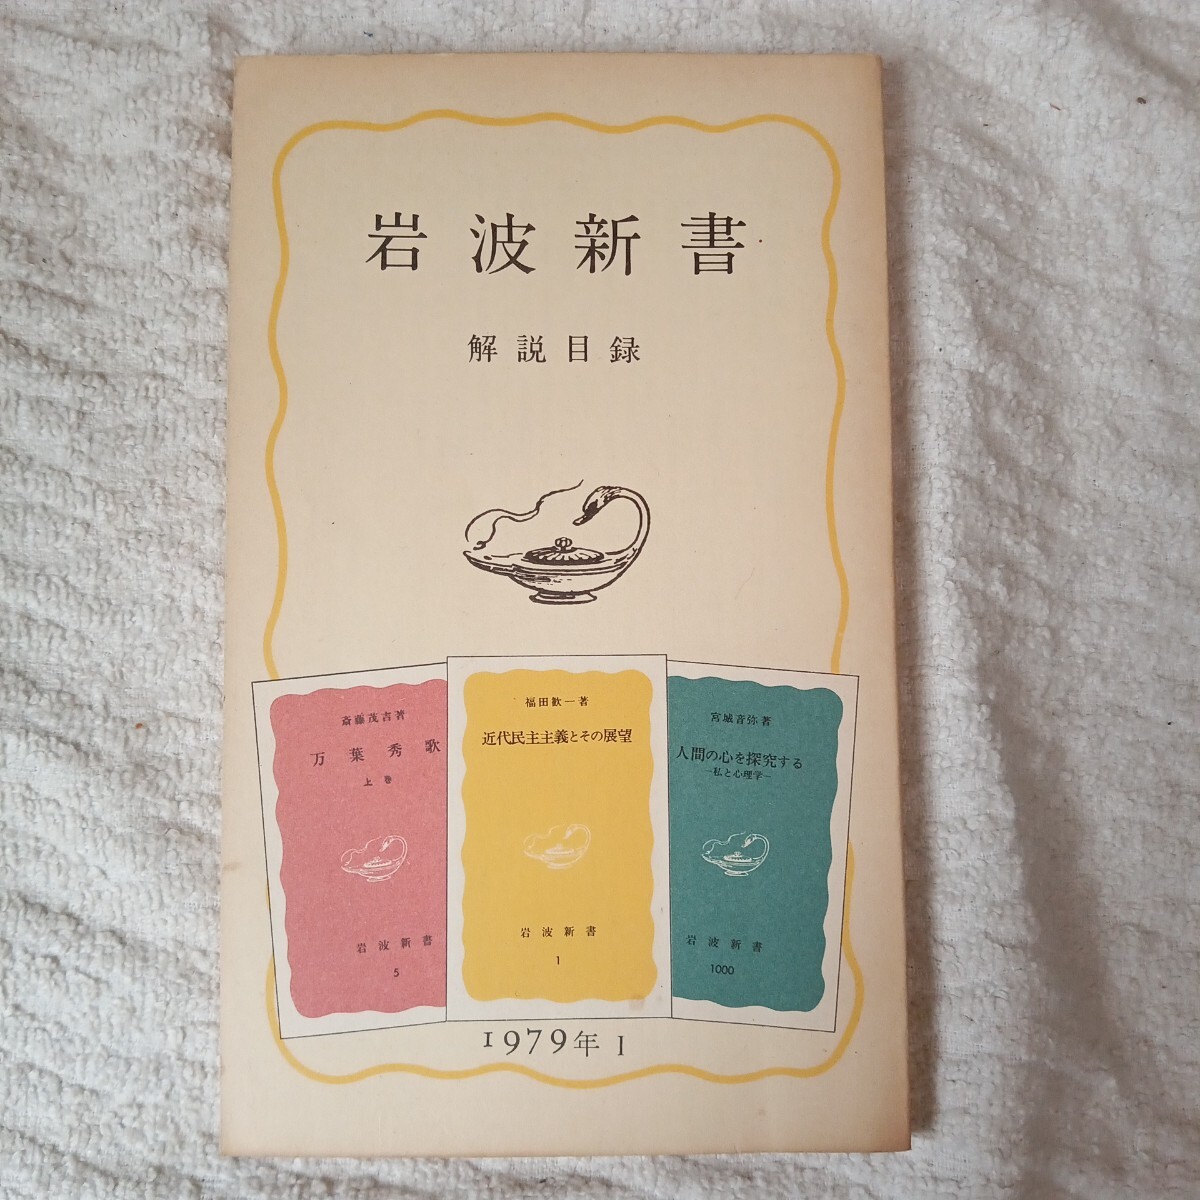 岩波新書
解説目録
斎藤茂吉著
万葉秀歌
上巻
岩波新書
5
福田歓一著
近代民主主義とその展望
岩波新書
1
宮城音弥著
人間の心を探究する
—私と心理学—
岩波新書
1000
1979年 I